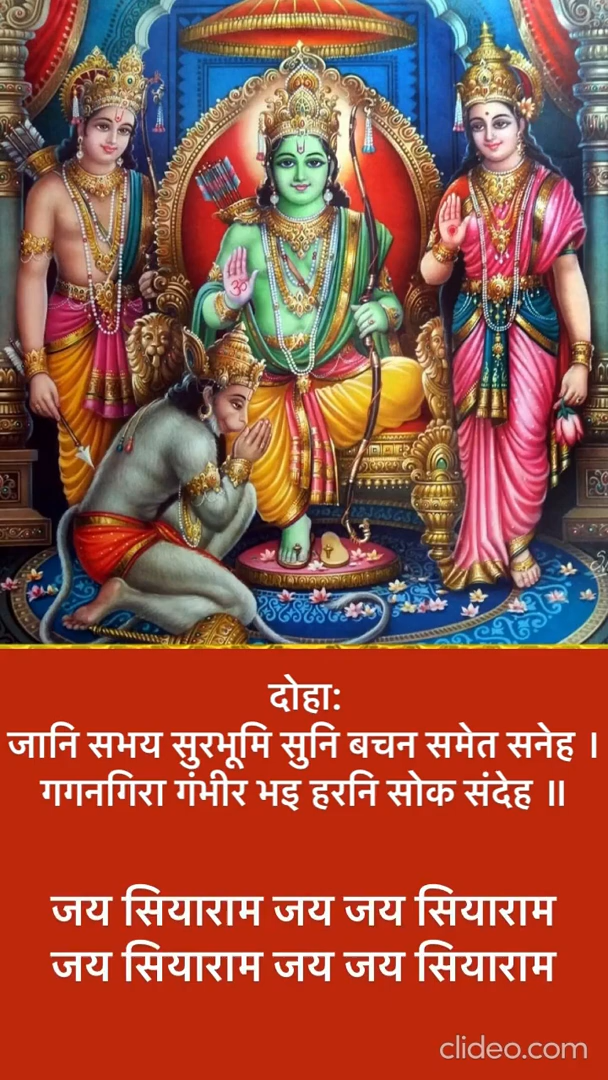 ॐ
दोहा:
जानि सभय सुरभूमि सुनि बचन समेत सनेह ।
गगनगिरा गंभीर भइ हरनि सोक संदेह ॥
जय सियाराम जय जय सियाराम
जय सियाराम जय जय सियाराम
clideo.com